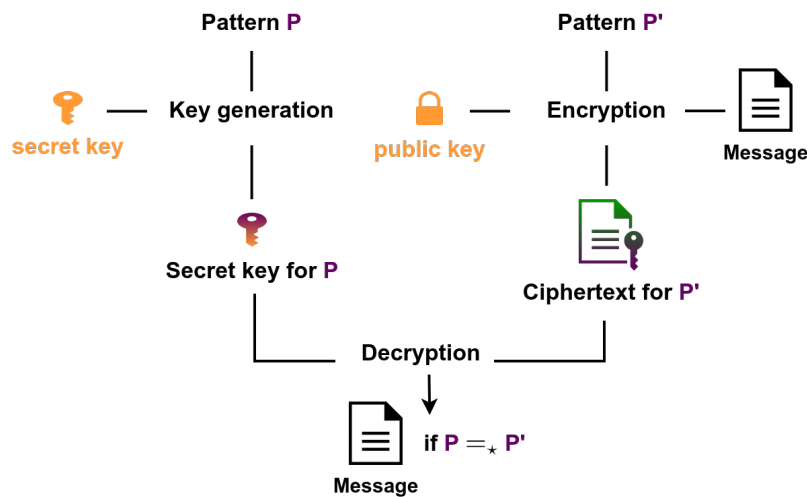 Pattern P
Pattern P'
Key generation
Encryption
secret key
public key
Message
Secret key for P
Ciphertext for P'
Decryption
if P =⋆ P'
Message